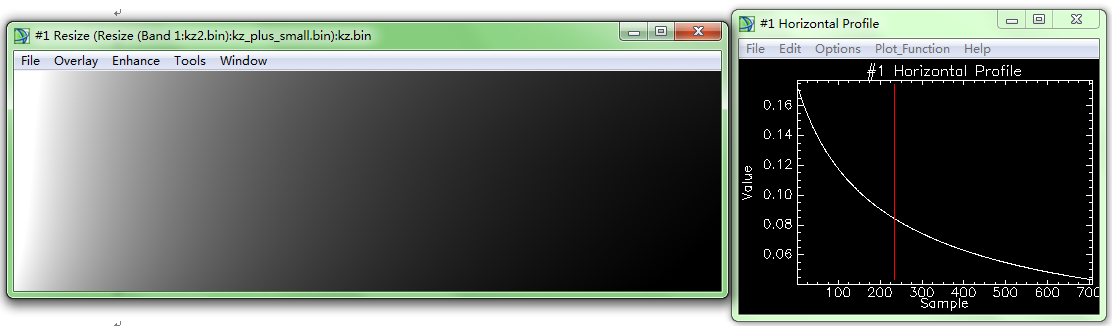 #1 Resize (Resize (Band 1:kz2.bin):kz_plus_small.bin):kz.bin
File Overlay Enhance Tools Window
#1 Horizontal Profile
File Edit Options Plot_Function Help
#1 Horizontal Profile
Value
0.16
0.14
0.12
0.10
0.08
0.06
100 200 300 400 500 600 700
Sample